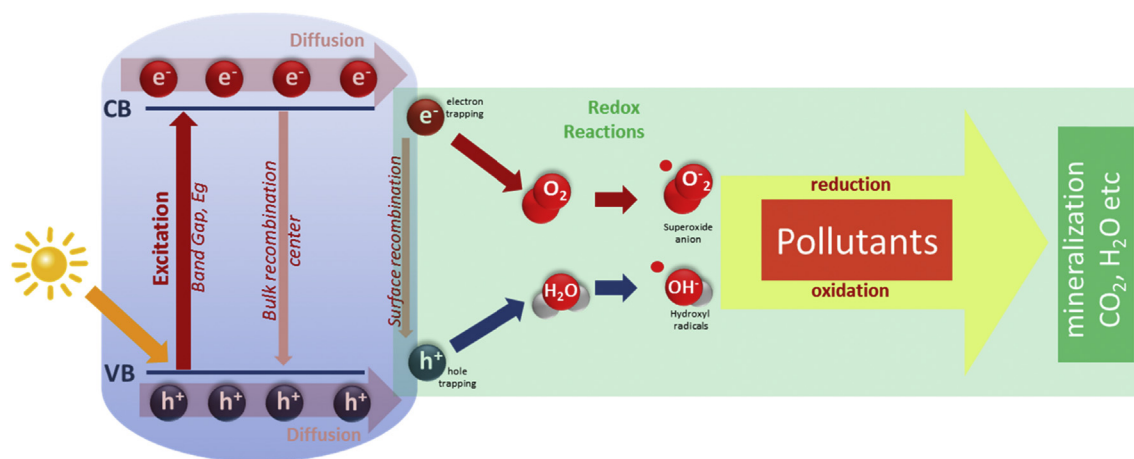 Diffusion
e⁻ e⁻ e⁻ e⁻
CB
Excitation
Band Gap, Eg
Bulk recombination
center
Surface recombination
VB
h⁺ h⁺ h⁺ h⁺
Diffusion
e⁻
electron
trapping
h⁺
hole
trapping
Redox
Reactions
O₂
O⁻₂
Superoxide
anion
H₂O
OH⁻
Hydroxyl
radicals
reduction
Pollutants
oxidation
mineralization
CO₂, H₂O etc